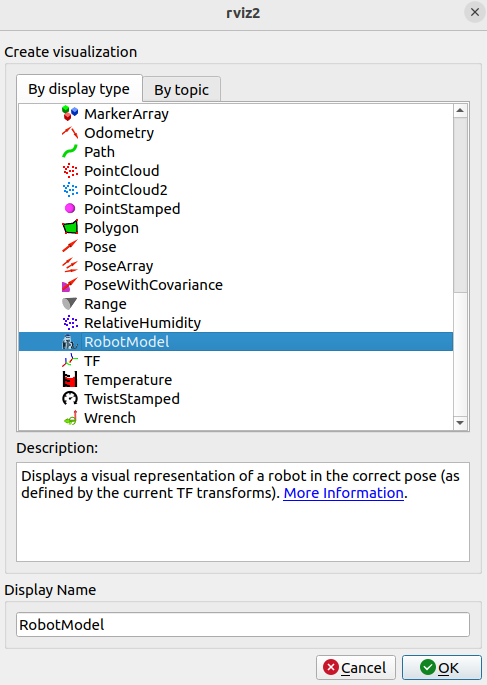 rviz2
Create visualization
By display type
By topic
MarkerArray
Odometry
Path
PointCloud
PointCloud2
PointStamped
Polygon
Pose
PoseArray
PoseWithCovariance
Range
RelativeHumidity
RobotModel
TF
Temperature
TwistStamped
Wrench
Description:
Displays a visual representation of a robot in the correct pose (as
defined by the current TF transforms). More Information.
Display Name
RobotModel
Cancel
OK